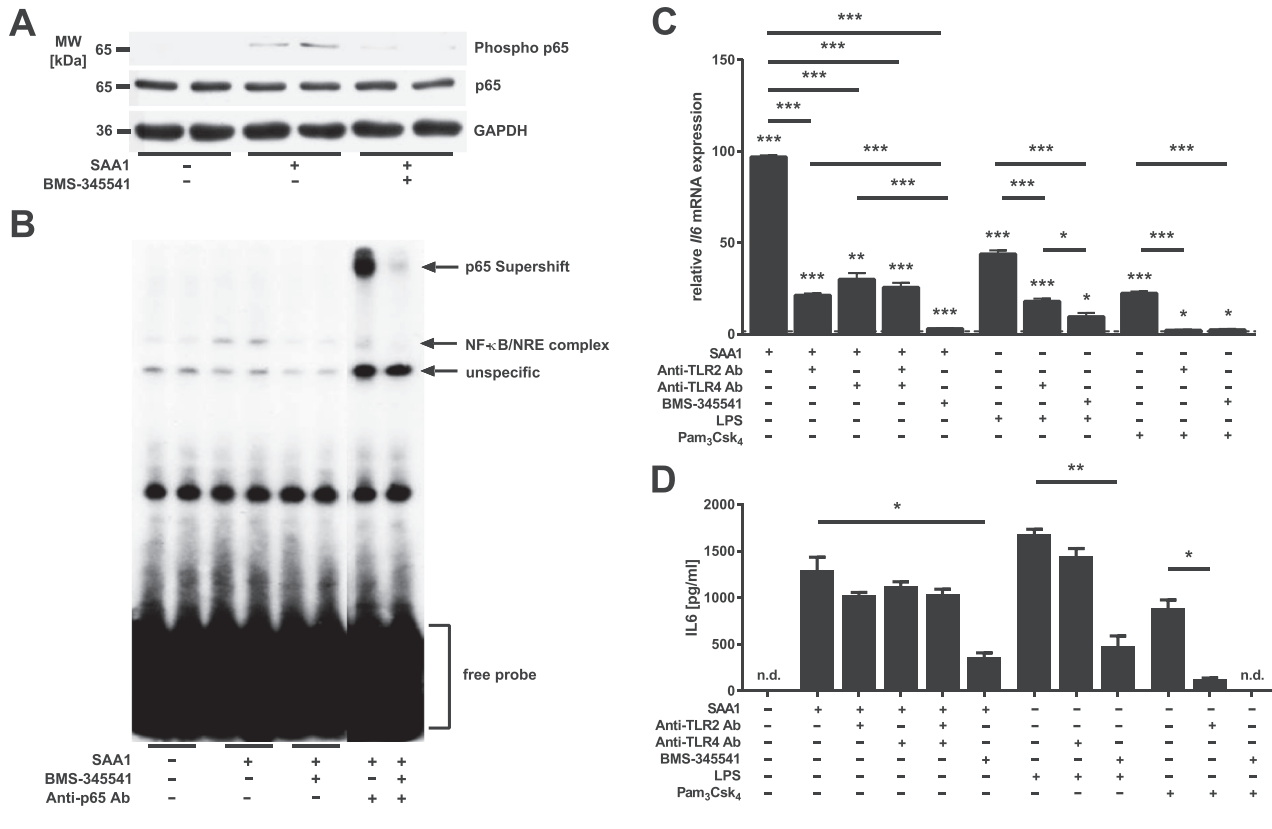 A
MW
[kDa]
65
Phospho p65
65
p65
36
GAPDH
SAA1 - + +
BMS-345541 - - +
B
p65 Supershift
NF-κB/NRE complex
unspecific
free probe
SAA1 - + + + +
BMS-345541 - - + - +
Anti-p65 Ab - - - + +
C
relative Il6 mRNA expression
150
100
50
0
***
***
***
***
***
***
***
***
***
***
***
***
**
***
***
***
***
*
*
***
***
*
*
SAA1 + + + + + - - - - - -
Anti-TLR2 Ab - + - + - - - - - + -
Anti-TLR4 Ab - - + + - - + - - - -
BMS-345541 - - - - + - - + - - +
LPS - - - - - + + + - - -
Pam3Csk4 - - - - - - - - + + +
D
IL6 [pg/ml]
2000
1500
1000
500
0
*
**
*
n.d.
n.d.
SAA1 - + + + + + - - - - - -
Anti-TLR2 Ab - - + - + - - - - - + -
Anti-TLR4 Ab - - - + + - - + - - - -
BMS-345541 - - - - - + - - + - - +
LPS - - - - - - + + + - - -
Pam3Csk4 - - - - - - - - - + + +